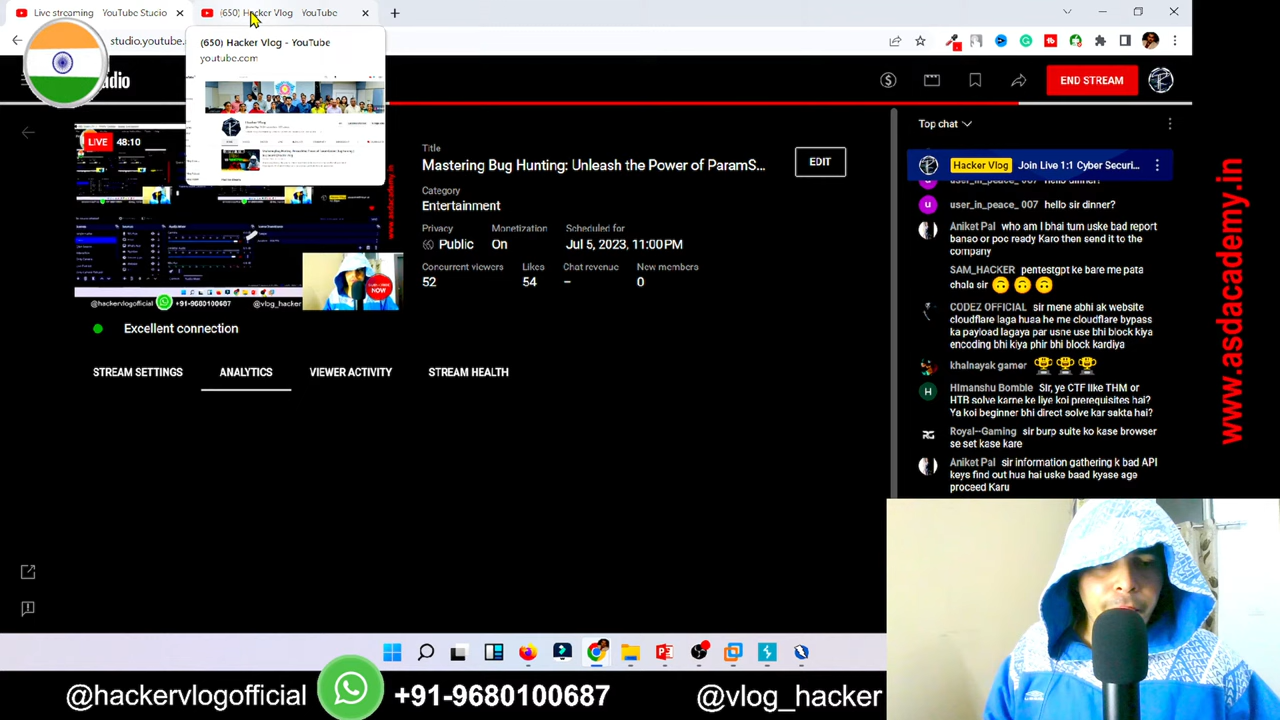 Live streaming - YouTube Studio
(650) Hacker Vlog - YouTube
studio.youtube.
(650) Hacker Vlog - YouTube
youtube.com
END STREAM
LIVE
48:10
Title
Mastering Bug Hunting: Unleash the Power of ParamS...
EDIT
Category
Entertainment
Privacy
Public
Monetization
On
Scheduled for
Jul 5, 2023, 11:00 PM
Concurrent viewers
52
Likes
54
Chat revenue
–
New members
0
Excellent connection
STREAM SETTINGS
ANALYTICS
VIEWER ACTIVITY
STREAM HEALTH
Top chat
Hacker Vlog Join Live 1:1 Cyber Securi...
user_in_peace_ 007 hello sir dinner?
Aniket Pal who am I bhai tum uske bad report
banao or poc ready Karo then send it to the
company
SAM_HACKER pentestgpt ke bare me pata
chala sir
CODEZ OFFICIAL sir mene abhi ak website
cloudflare laga huaa he me cloudflare bypass
ka payload lagaya par usne use bhi block kiya
encoding bhi kiya phir bhi block kardiya
khalnayak gamer
Himanshu Bomble Sir, ye CTF like THM or
HTB solve karne ke liye koi prerequisites hai?
Ya koi beginner bhi direct solve kar sakta hai?
Royal--Gaming sir burp suite ko kase browser
se set kase kare
Aniket Pal sir information gathering k bad API
keys find out hua hai uske baad kyase age
proceed Karu
www.asdacademy.in
@hackervlogofficial
+91-9680100687
@vlog_hacker